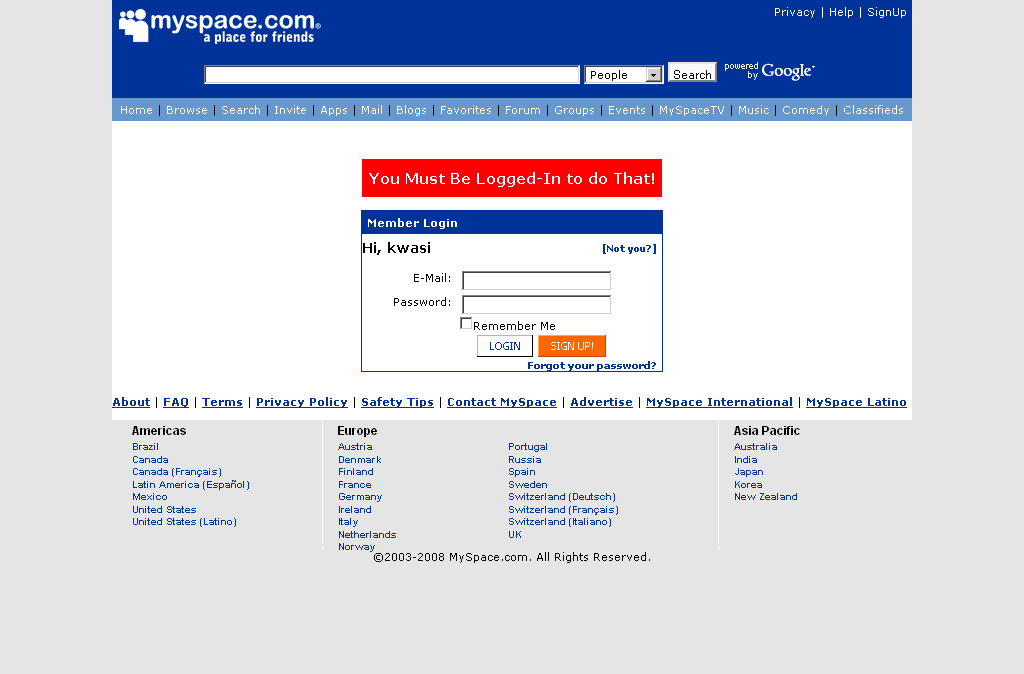 myspace.com®
a place for friends
Privacy | Help | SignUp
People
Search
powered by Google
Home | Browse | Search | Invite | Apps | Mail | Blogs | Favorites | Forum | Groups | Events | MySpaceTV | Music | Comedy | Classifieds
You Must Be Logged-In to do That!
Member Login
Hi, kwasi [Not you?]
E-Mail:
Password:
Remember Me
LOGIN SIGN UP!
Forgot your password?
About | FAQ | Terms | Privacy Policy | Safety Tips | Contact MySpace | Advertise | MySpace International | MySpace Latino
Americas
Brazil
Canada
Canada (Français)
Latin America (Español)
Mexico
United States
United States (Latino)
Europe
Austria
Denmark
Finland
France
Germany
Ireland
Italy
Netherlands
Norway
Portugal
Russia
Spain
Sweden
Switzerland (Deutsch)
Switzerland (Français)
Switzerland (Italiano)
UK
Asia Pacific
Australia
India
Japan
Korea
New Zealand
©2003-2008 MySpace.com. All Rights Reserved.